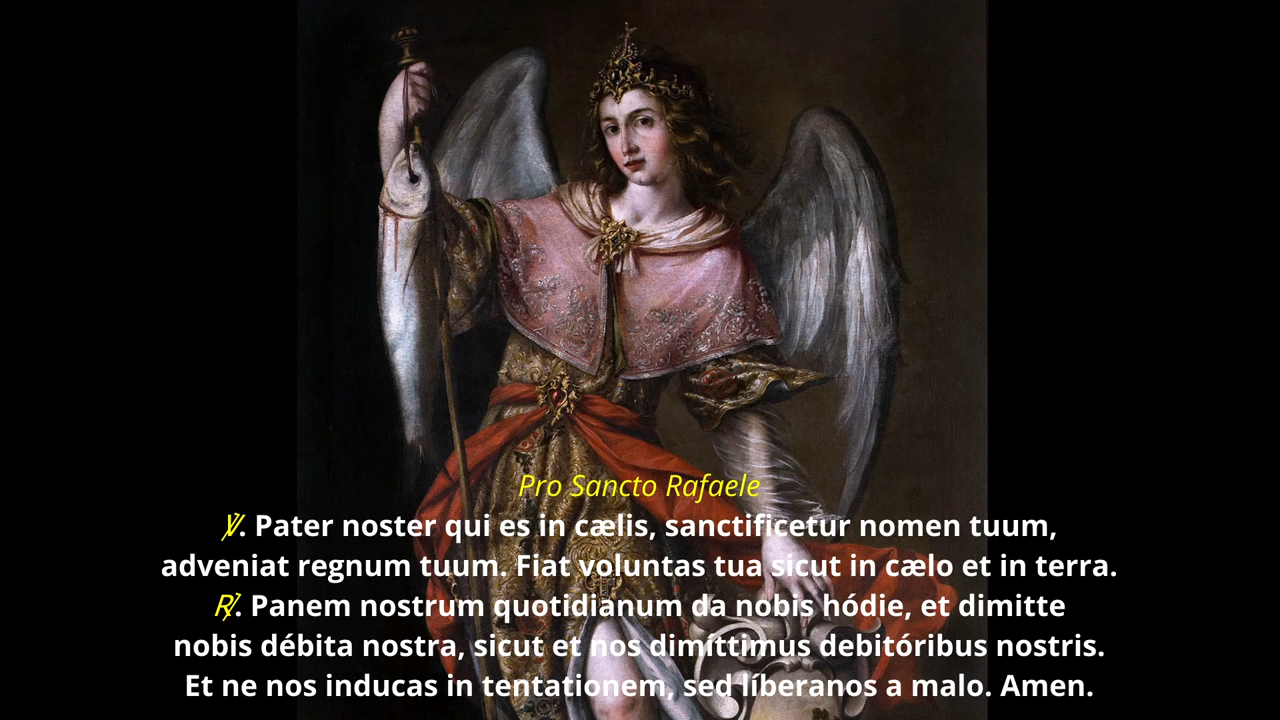 Pro Sancto Rafaele
℣. Pater noster qui es in cælis, sanctificetur nomen tuum,
adveniat regnum tuum. Fiat voluntas tua sicut in cælo et in terra.
℟. Panem nostrum quotidianum da nobis hódie, et dimitte
nobis débita nostra, sicut et nos dimíttimus debitóribus nostris.
Et ne nos inducas in tentationem, sed líberanos a malo. Amen.